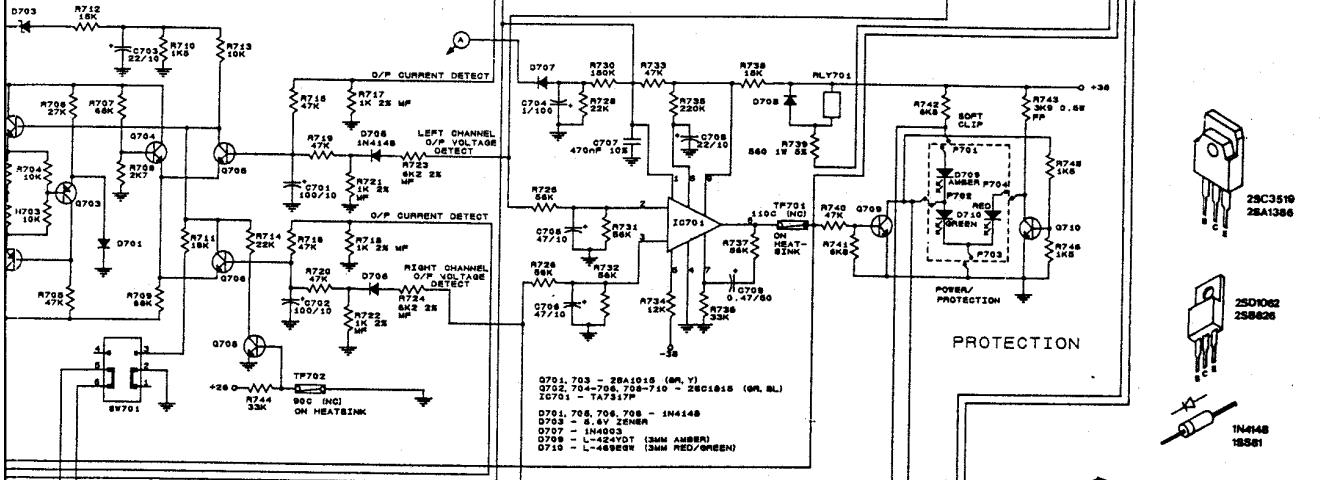 D703
R712
15K
C703
22/10
R710
1K5
R713
10K
R706
27K
R707
68K
Q704
R708
2K7
Q705
R704
10K
R703
10K
Q703
D701
R705
47K
R709
68K
R711
15K
R714
22K
Q706
Q708
SW701
4
3
5
2
6
1
+26
R744
33K
TP702
90C (NC)
ON HEATSINK
O/P CURRENT DETECT
R715
47K
R717
1K 2% MF
R719
47K
D705
1N4148
LEFT CHANNEL
O/P VOLTAGE
DETECT
R723
6K2 2%
MF
C701
100/10
R721
1K 2%
MF
O/P CURRENT DETECT
R716
47K
R718
1K 2% MF
R720
47K
D706
RIGHT CHANNEL
O/P VOLTAGE
DETECT
R724
6K2 2%
MF
C702
100/10
R722
1K 2%
MF
A
D707
R730
150K
R733
47K
R738
15K
RLY701
C704
1/100
R728
22K
R735
220K
D708
C707
470nF 10%
C708
22/10
R739
560 1W 5%
+36
R742
6K8
R743
3K9 0.5W
FP
SOFT
CLIP
P701
D709
AMBER
P704
P702
RED
D710
GREEN
P703
POWER/
PROTECTION
R745
1K5
Q710
R746
1K5
R725
56K
C705
47/10
R731
56K
R726
56K
R732
56K
C706
47/10
IC701
R734
12K
-36
R736
33K
R737
56K
C709
0.47/50
TP701
110C (NC)
ON
HEAT-
SINK
R740
47K
R741
6K8
Q709
PROTECTION
Q701, 703 - 2SA1015 (GR, Y)
Q702, 704-706, 708-710 - 2SC1815 (GR, BL)
IC701 - TA7317P
D701, 705, 706, 708 - 1N4148
D703 - 5.6V ZENER
D707 - 1N4003
D709 - L-424YDT (3MM AMBER)
D710 - L-469EGW (3MM RED/GREEN)
2SC3519
2SA1386
B
C
E
2SD1062
2SB826
B
C
E
1N4148
1SS81